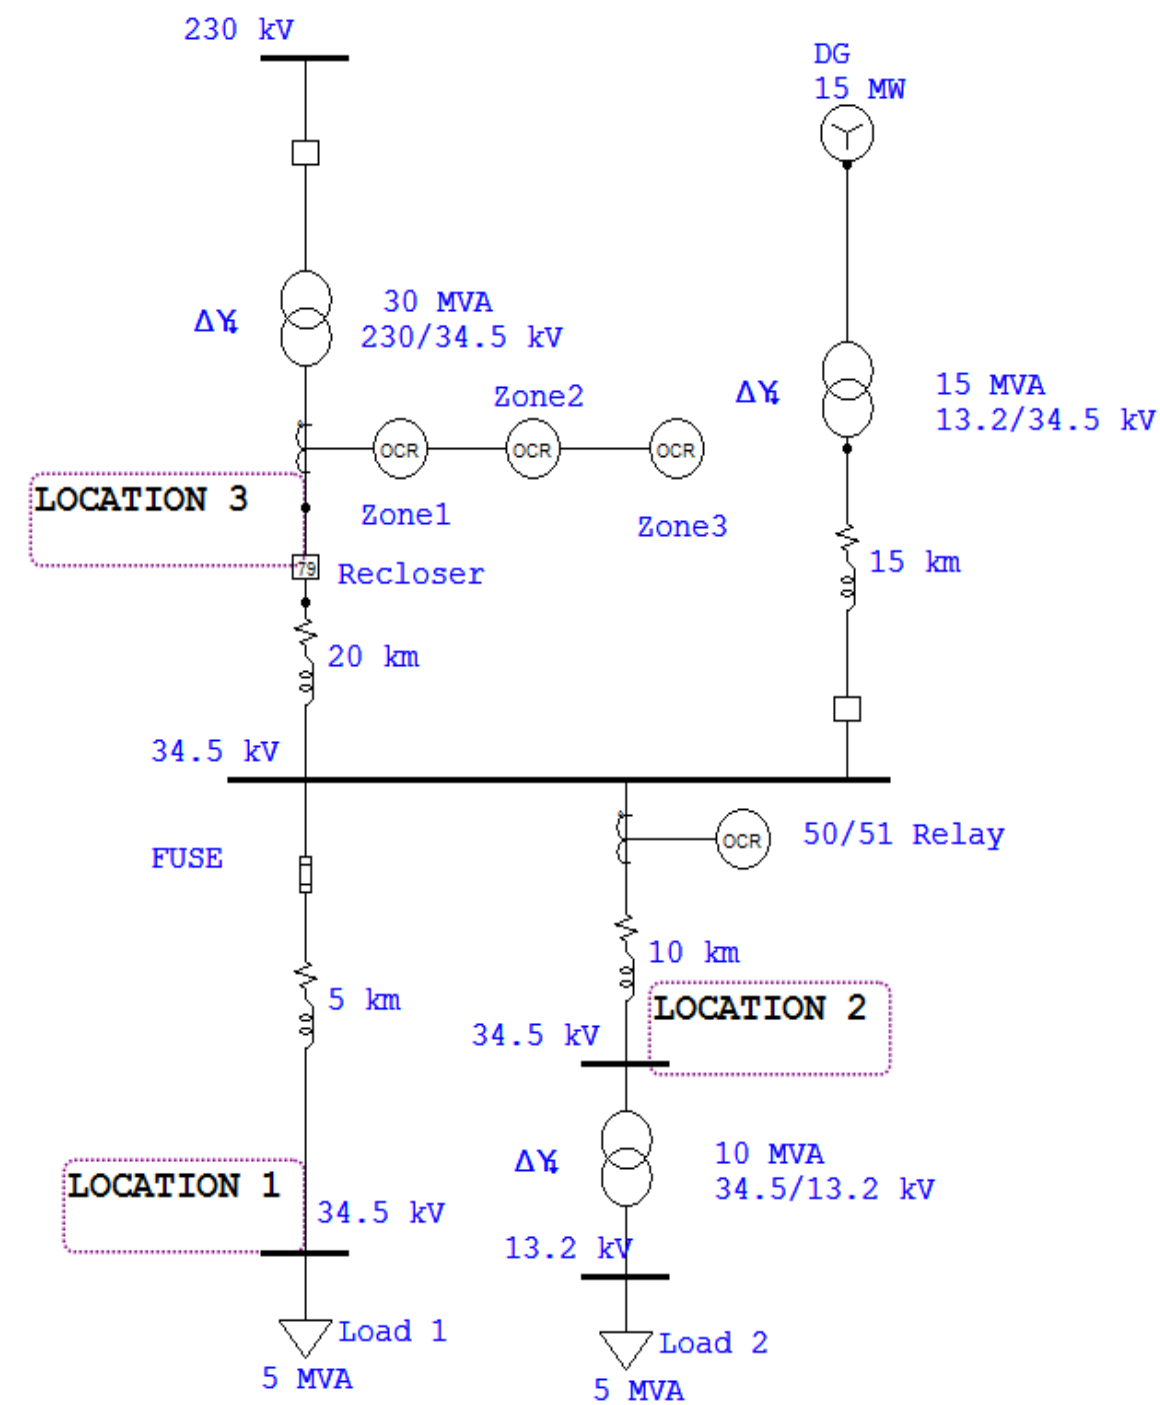 230 kV
DG
15 MW
ΔY
30 MVA
230/34.5 kV
ΔY
15 MVA
13.2/34.5 kV
Zone2
OCR
OCR
OCR
Zone1
Zone3
LOCATION 3
79
Recloser
15 km
20 km
34.5 kV
FUSE
OCR
50/51 Relay
5 km
10 km
LOCATION 2
34.5 kV
ΔY
10 MVA
34.5/13.2 kV
LOCATION 1
34.5 kV
13.2 kV
Load 1
5 MVA
Load 2
5 MVA